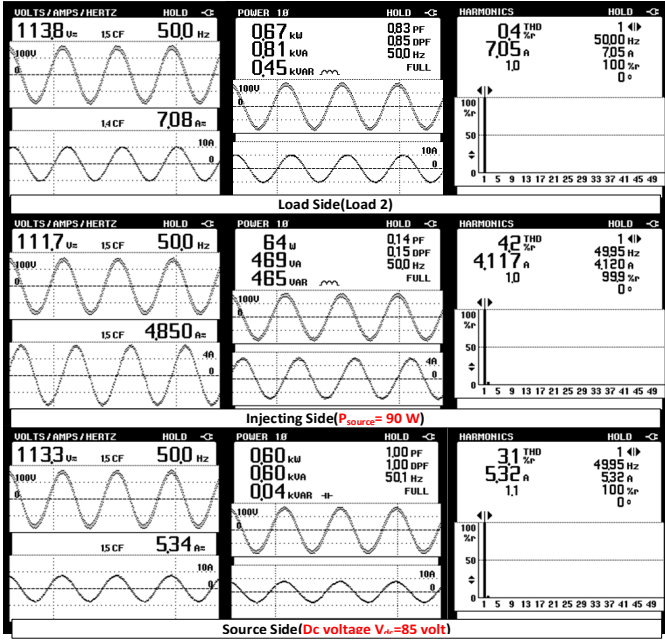 VOLTS/AMPS/HERTZ HOLD
113.8 V≂ 1.5 CF 50.0 Hz
100V
0
1.4 CF 7.08 A≂
10A
0
POWER 1Ø HOLD
0.67 kW 0.83 PF
0.81 kVA 0.85 DPF
0.45 kVAR 50.0 Hz
FULL
100V
0
10A
0
HARMONICS HOLD
0.4 THD %r 1
7.05 A 50.00 Hz
1.0 7.05 A
100 %r
0 °
100
%r
50
0
1 5 9 13 17 21 25 29 33 37 41 45 49
Load Side(Load 2)
VOLTS/AMPS/HERTZ HOLD
111.7 V≂ 1.5 CF 50.0 Hz
100V
0
1.5 CF 4.850 A≂
4A
0
POWER 1Ø HOLD
64 W 0.14 PF
469 VA 0.15 DPF
465 VAR 50.0 Hz
FULL
100V
0
4A
0
HARMONICS HOLD
4.2 THD %r 1
4.117 A 49.95 Hz
1.0 4.120 A
99.9 %r
0 °
100
%r
50
0
1 5 9 13 17 21 25 29 33 37 41 45 49
Injecting Side(Psource= 90 W)
VOLTS/AMPS/HERTZ HOLD
113.3 V≂ 1.5 CF 50.0 Hz
100V
0
1.5 CF 5.34 A≂
10A
0
POWER 1Ø HOLD
0.60 kW 1.00 PF
0.60 kVA 1.00 DPF
0.04 kVAR 50.1 Hz
FULL
100V
0
10A
0
HARMONICS HOLD
3.1 THD %r 1
5.32 A 49.95 Hz
1.1 5.32 A
100 %r
0 °
100
%r
50
0
1 5 9 13 17 21 25 29 33 37 41 45 49
Source Side(Dc voltage Vdc=85 volt)